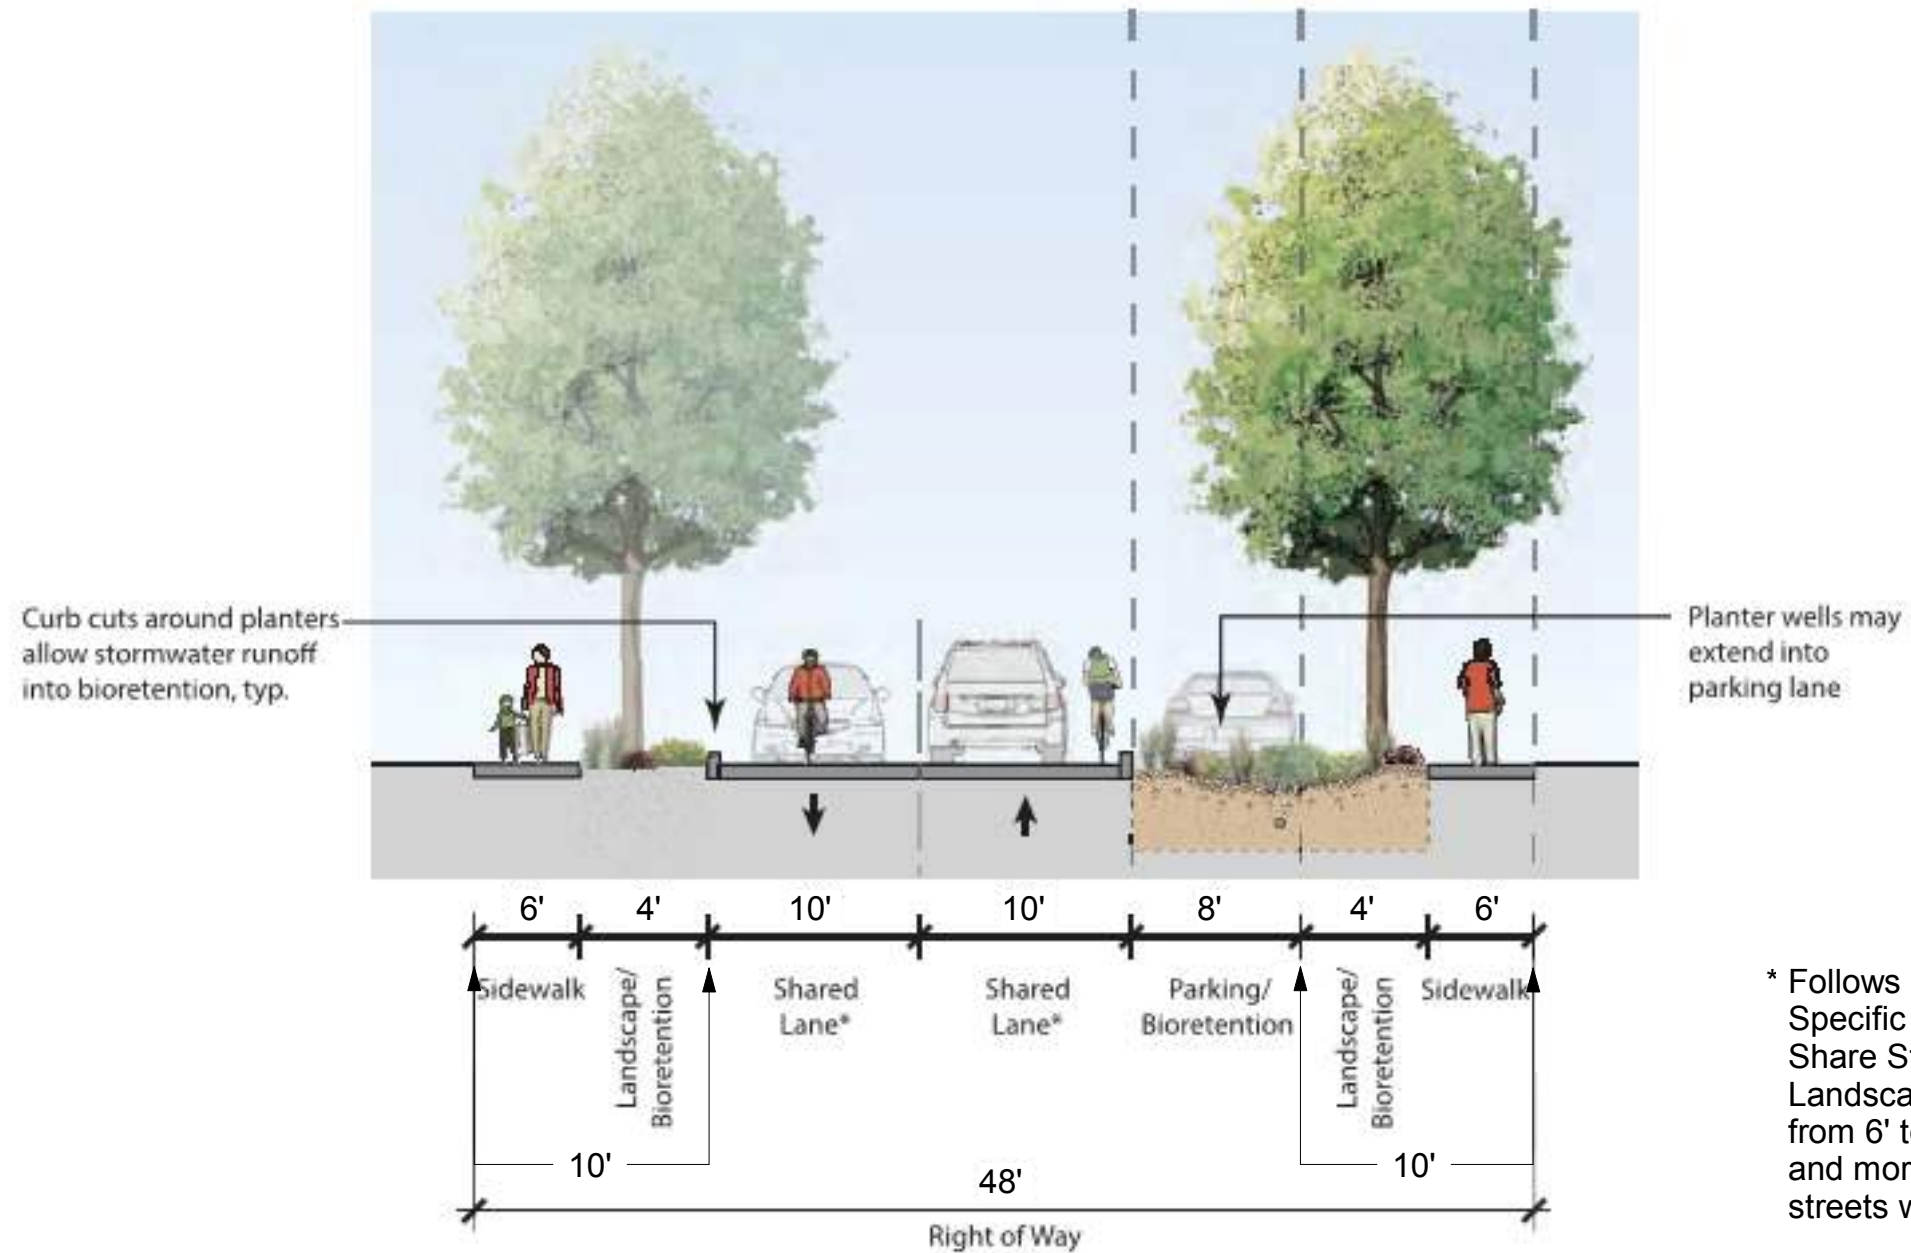 Curb cuts around planters
allow stormwater runoff
into bioretention, typ.
Planter wells may
extend into
parking lane
6'
4'
10'
10'
8'
4'
6'
Sidewalk
Landscape/
Bioretention
Shared
Lane*
Shared
Lane*
Parking/
Bioretention
Landscape/
Bioretention
Sidewalk
10'
10'
48'
Right of Way
* Follows
Specific
Share
Landsca
from 6'
and
streets